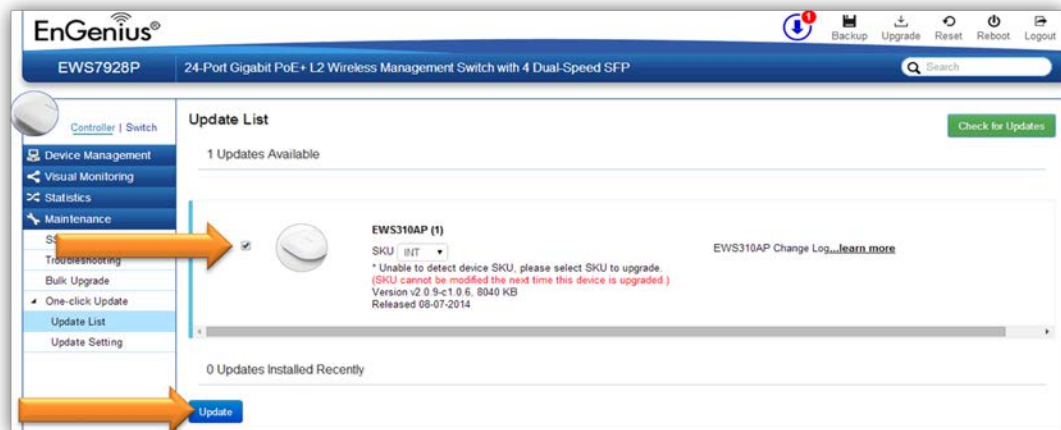 EnGenius®
1
Backup Upgrade Reset Reboot Logout
EWS7928P
24-Port Gigabit PoE+ L2 Wireless Management Switch with 4 Dual-Speed SFP
Search
Controller | Switch
Device Management
Visual Monitoring
Statistics
Maintenance
Troubleshooting
Bulk Upgrade
One-click Update
Update List
Update Setting
Update List
Check for Updates
1 Updates Available
EWS310AP (1)
SKU INT
* Unable to detect device SKU, please select SKU to upgrade.
(SKU cannot be modified the next time this device is upgraded.)
Version v2.0.9-c1.0.6, 8040 KB
Released 08-07-2014
EWS310AP Change Log...learn more
0 Updates Installed Recently
Update